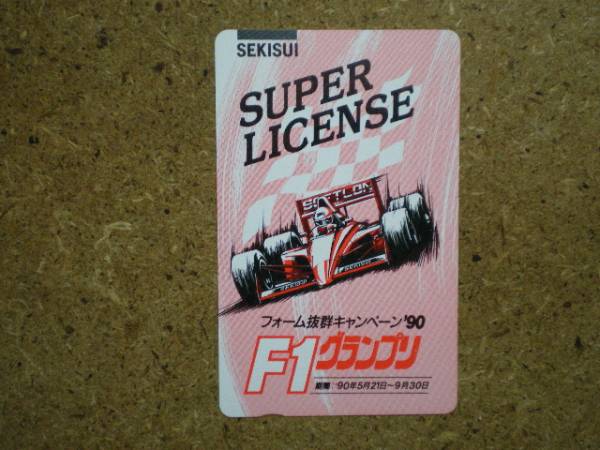 SEKISUI
SUPER
LICENSE
SOFTLON
SEKISUI
フォーム抜群キャンペーン'90
F1グランプリ
期間:'90年5月21日〜9月30日